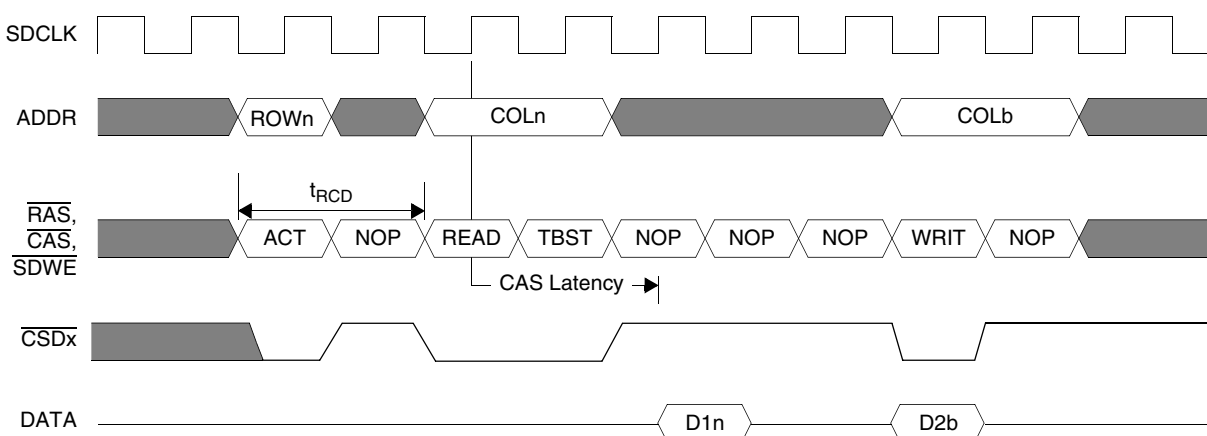 SDCLK
ADDR ROWn COLn COLb
tRCD
RAS,
CAS,
SDWE
ACT NOP READ TBST NOP NOP NOP WRIT NOP
CAS Latency
CSDx
DATA D1n D2b